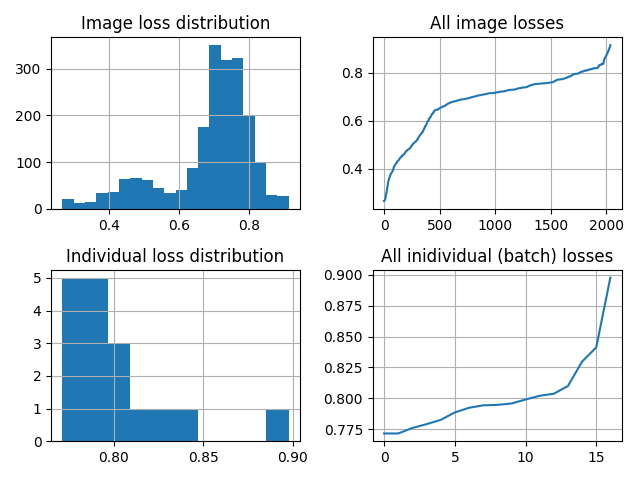 Image loss distribution
300
200
100
0
0.4 0.6 0.8
All image losses
0.8
0.6
0.4
0 500 1000 1500 2000
Individual loss distribution
5
4
3
2
1
0
0.80 0.85 0.90
All inidividual (batch) losses
0.900
0.875
0.850
0.825
0.800
0.775
0 5 10 15